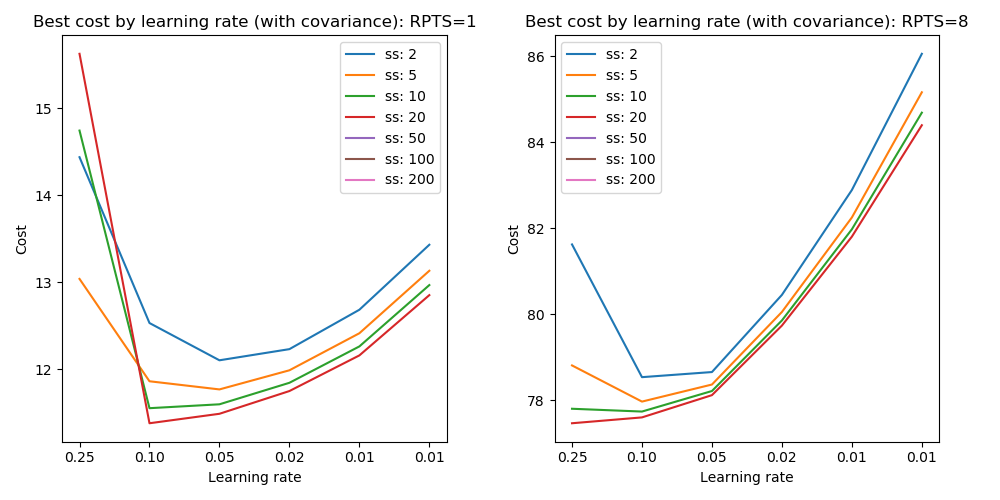 Best cost by learning rate (with covariance): RPTS=1
ss: 2
ss: 5
ss: 10
ss: 20
ss: 50
ss: 100
ss: 200
15
14
13
12
Cost
0.25 0.10 0.05 0.02 0.01 0.01
Learning rate
Best cost by learning rate (with covariance): RPTS=8
ss: 2
ss: 5
ss: 10
ss: 20
ss: 50
ss: 100
ss: 200
86
84
82
80
78
Cost
0.25 0.10 0.05 0.02 0.01 0.01
Learning rate